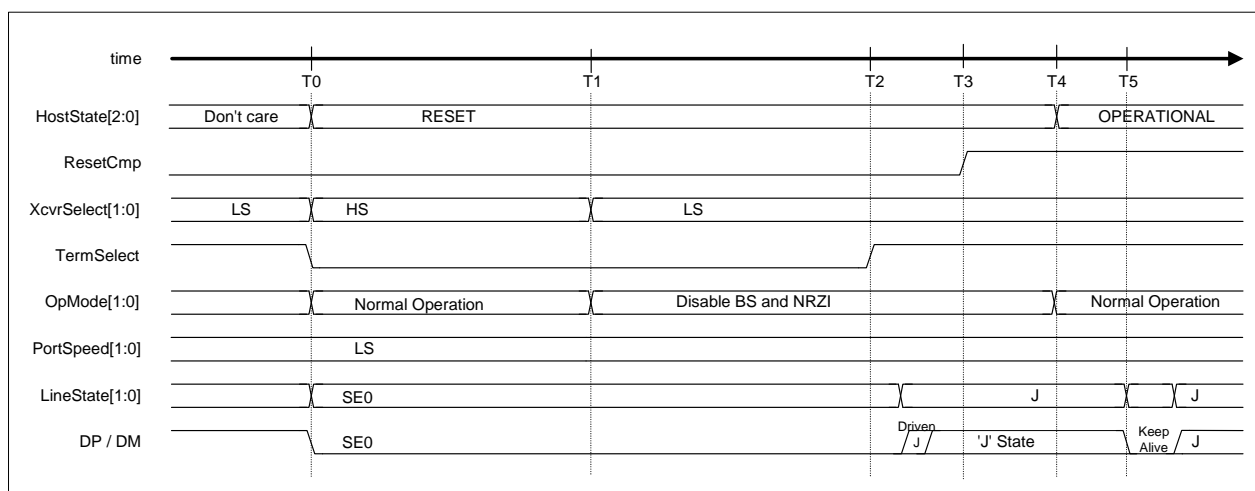 time
T0 T1 T2 T3 T4 T5
HostState[2:0] Don't care RESET OPERATIONAL
ResetCmp
XcvrSelect[1:0] LS HS LS
TermSelect
OpMode[1:0] Normal Operation Disable BS and NRZI Normal Operation
PortSpeed[1:0] LS
LineState[1:0] SE0 J J
Driven Keep
DP / DM SE0 J 'J' State Alive J